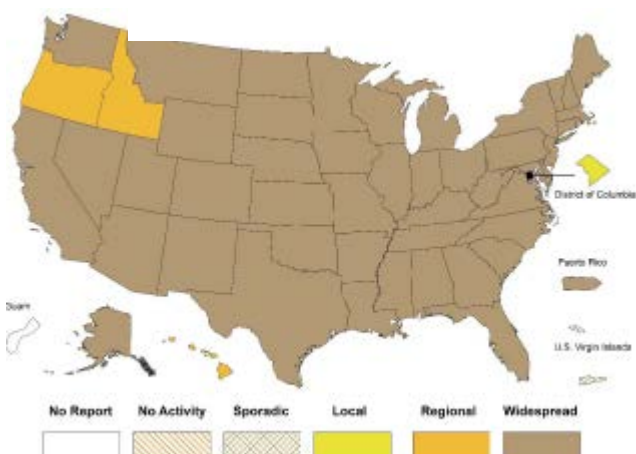 District of Columbia
Puerto Rico
Guam
U.S. Virgin Islands
No Report No Activity Sporadic Local Regional Widespread